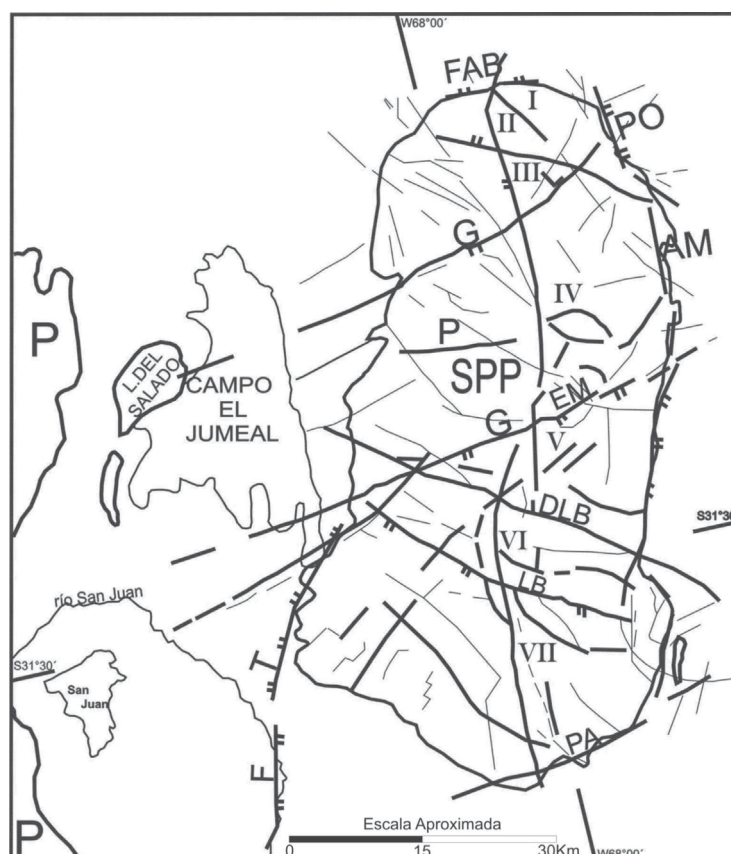 W68°00´
FAB
I
PO
II
III
L
G
AM
IV
P
P
L. DEL
SALADO
CAMPO
EL
JUMEAL
SPP
EM
G
V
DLB
S31°30´
VI
LB
río San Juan
VII
T
S31°30´
San
Juan
PA
F
P
Escala Aproximada
0 15 30Km
W68°00´